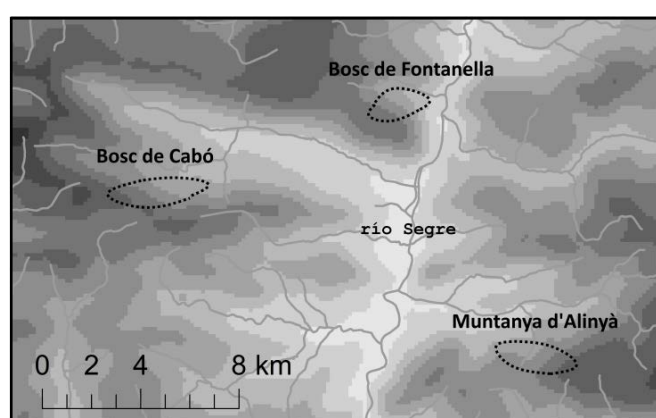 Bosc de Fontanella
Bosc de Cabó
río Segre
Muntanya d'Alinyà
0 2 4 8 km